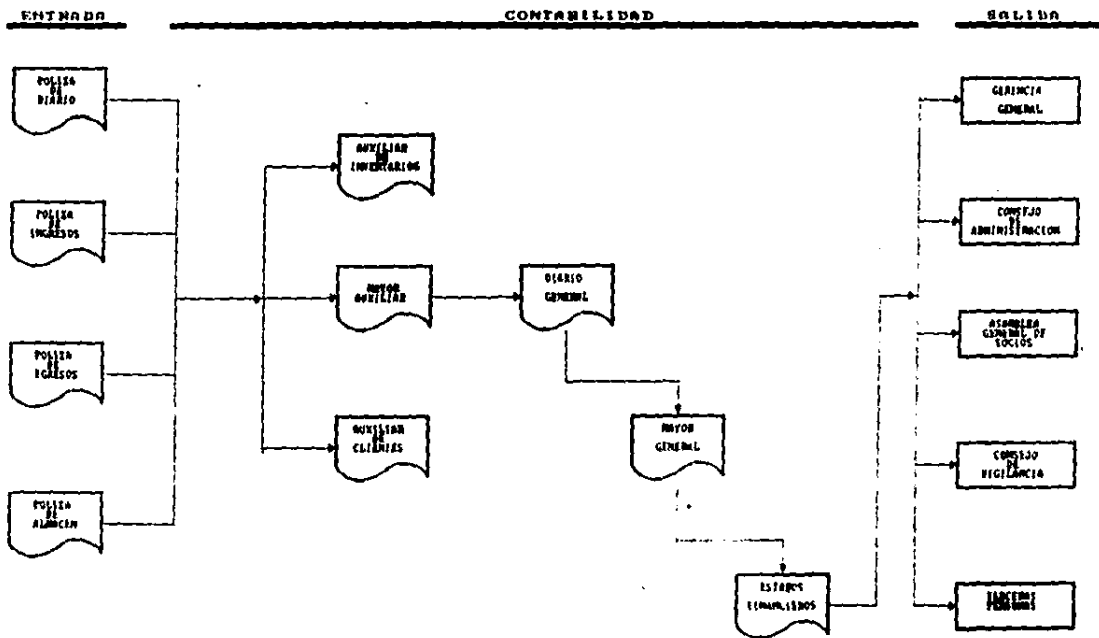 ENTRADA
CONTABILIDAD
SALIDA
POLIZA
DE
DIARIO
POLIZA
DE
INGRESOS
POLIZA
DE
EGRESOS
POLIZA
DE
ALMACEN
AUXILIAR
DE
INVENTARIOS
MAYOR
AUXILIAR
AUXILIAR
DE
CLIENTES
DIARIO
GENERAL
MAYOR
GENERAL
ESTADOS
FINANCIEROS
GERENCIA
GENERAL
CONSEJO
DE
ADMINISTRACION
ASAMBLEA
GENERAL DE
SOCIOS
CONSEJO
DE
VIGILANCIA
TERCERAS
PERSONAS